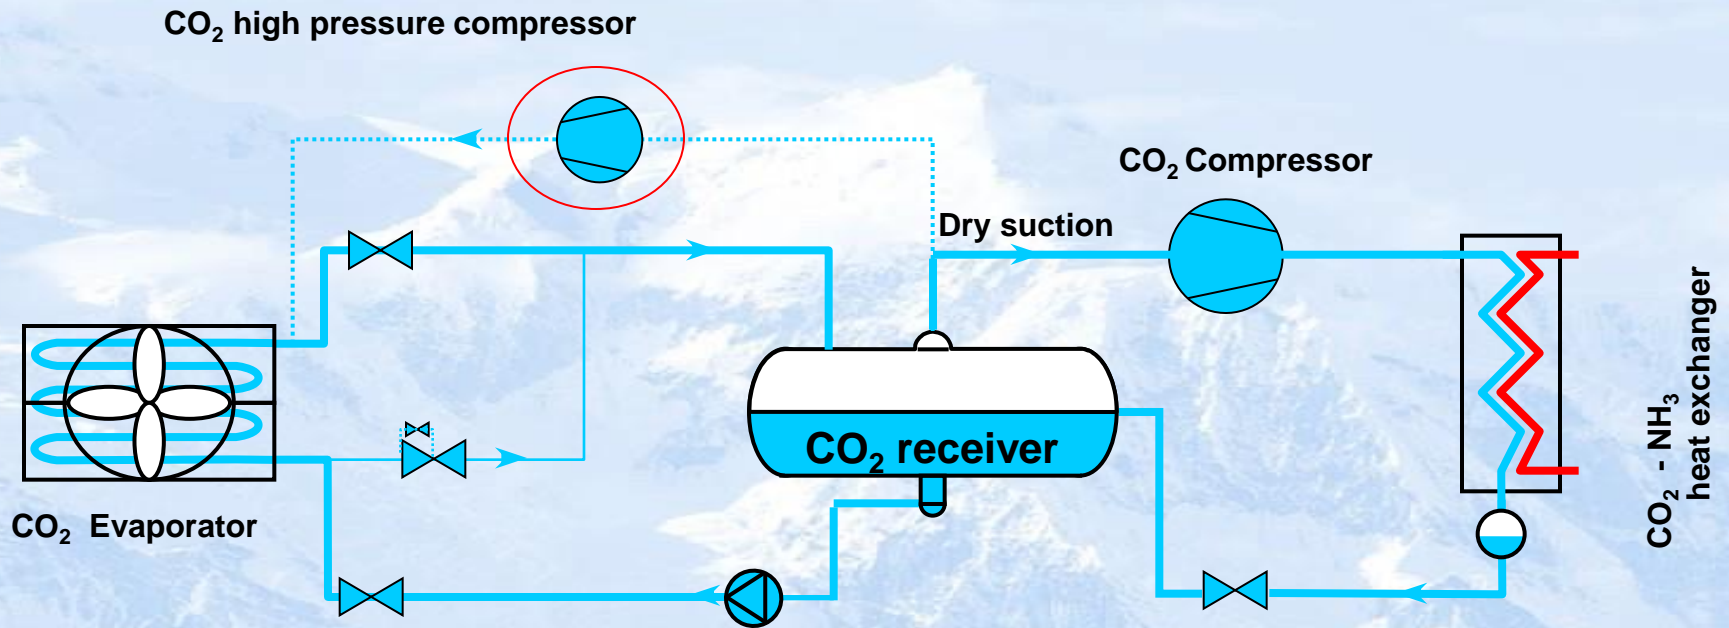 CO₂ high pressure compressor
CO₂ Compressor
Dry suction
CO₂ receiver
CO₂ Evaporator
CO₂ - NH₃
heat exchanger